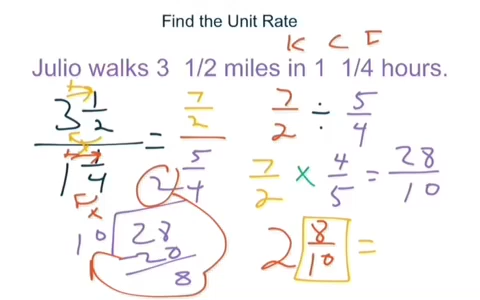 Find the Unit Rate
K C F
Julio walks 3 1/2 miles in 1 1/4 hours.
3 1/2 / 1 1/4 = 7/2 / 5/4
7/2 ÷ 5/4
7/2 × 4/5 = 28/10
2
10 28
20
8
2 8/10 =